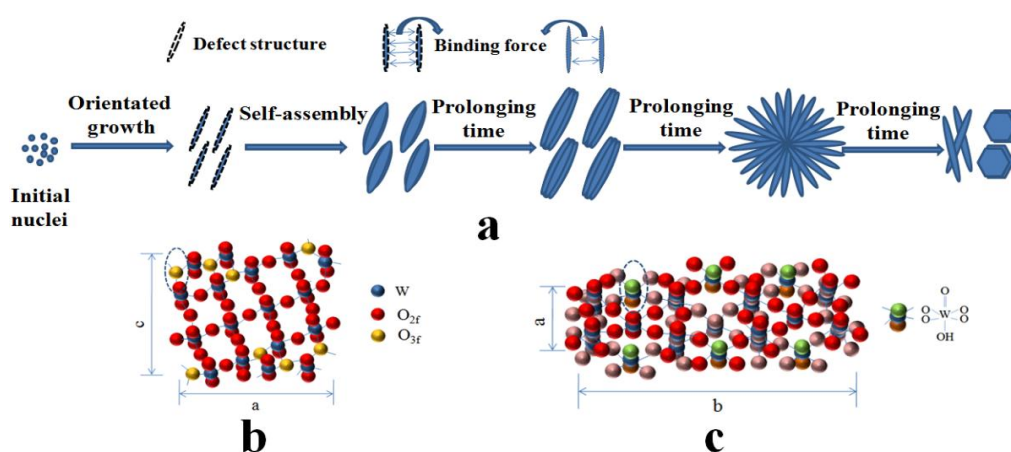 Defect structure
Binding force
Orientated
growth
Self-assembly
Prolonging
time
Prolonging
time
Prolonging
time
Initial
nuclei
a
c
a
W
O2f
O3f
b
a
b
O
O
O
W
O
O
OH
c